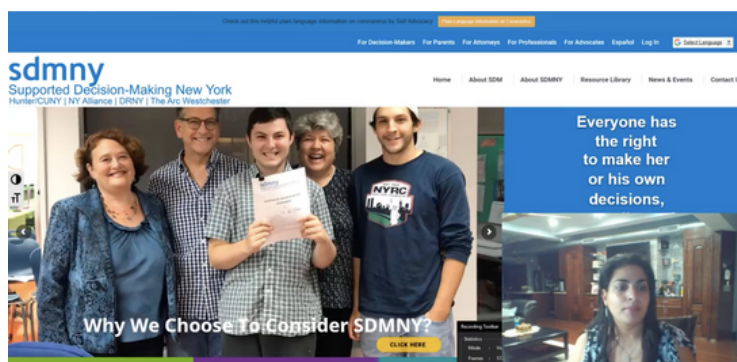 Check out this helpful plain language information on coronavirus by Self Advocacy
Plain Language Information on Coronavirus
For Decision-Makers For Parents For Attorneys For Professionals For Advocates Español Log In
G Select Language
sdmny
Supported Decision-Making New York
Hunter/CUNY | NY Alliance | DRNY | The Arc Westchester
Home About SDM About SDMNY Resource Library News & Events Contact
Everyone has
the right
to make her
or his own
decisions,
sdmny
NYRC
Why We Choose To Consider SDMNY?
CLICK HERE
Recording Toolbar
Statistics
Frames